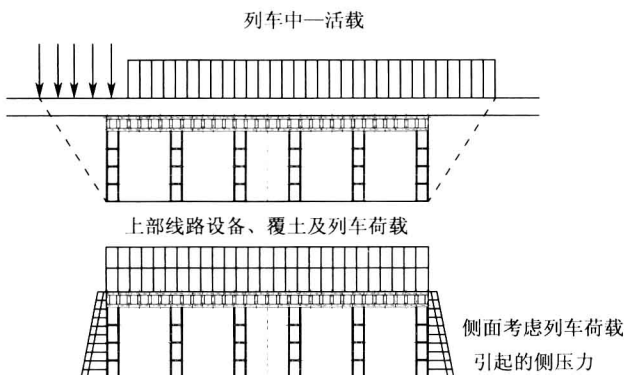 列车中—活载
上部线路设备、覆土及列车荷载
侧面考虑列车荷载
引起的侧压力